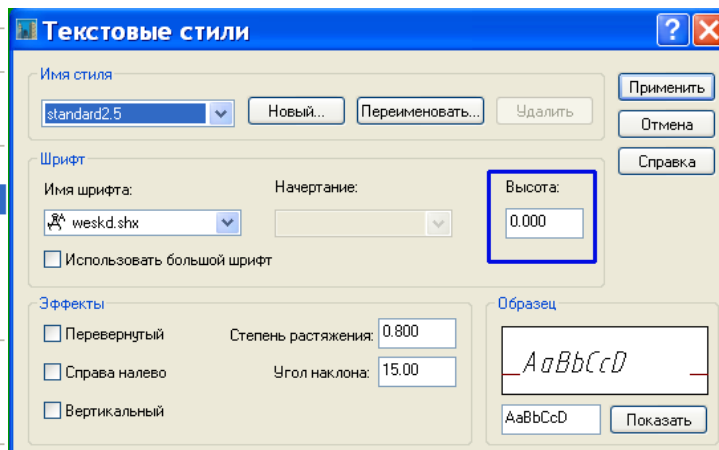 Текстовые стили
Имя стиля
standard2.5
Новый...
Переименовать...
Удалить
Применить
Отмена
Справка
Шрифт
Имя шрифта:
Начертание:
Высота:
weskd.shx
0.000
Использовать большой шрифт
Эффекты
Перевернутый
Степень растяжения: 0.800
Справа налево
Угол наклона: 15.00
Вертикальный
Образец
AaBbCcD
AaBbCcD
Показать